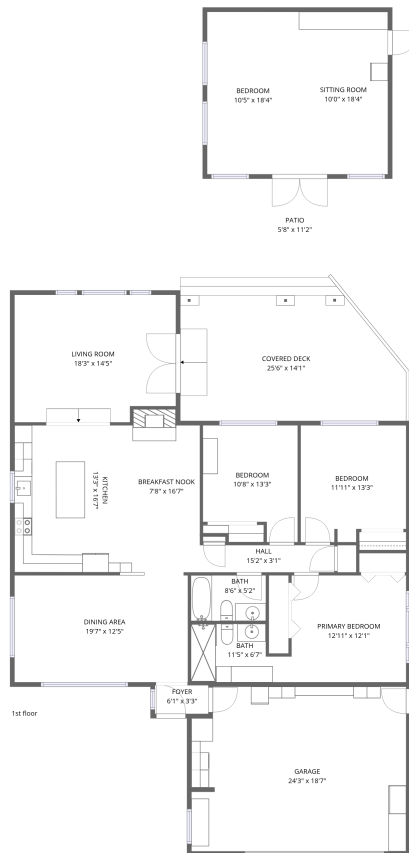 BEDROOM
10'5" x 18'4"
SITTING ROOM
10'0" x 18'4"
PATIO
5'8" x 11'2"
LIVING ROOM
18'3" x 14'5"
COVERED DECK
25'6" x 14'1"
KITCHEN
13'3" x 16'7"
BREAKFAST NOOK
7'8" x 16'7"
BEDROOM
10'8" x 13'3"
BEDROOM
11'11" x 13'3"
HALL
15'2" x 3'1"
BATH
8'6" x 5'2"
DINING AREA
19'7" x 12'5"
PRIMARY BEDROOM
12'11" x 12'1"
BATH
11'5" x 6'7"
FOYER
6'1" x 3'3"
1st floor
GARAGE
24'3" x 18'7"